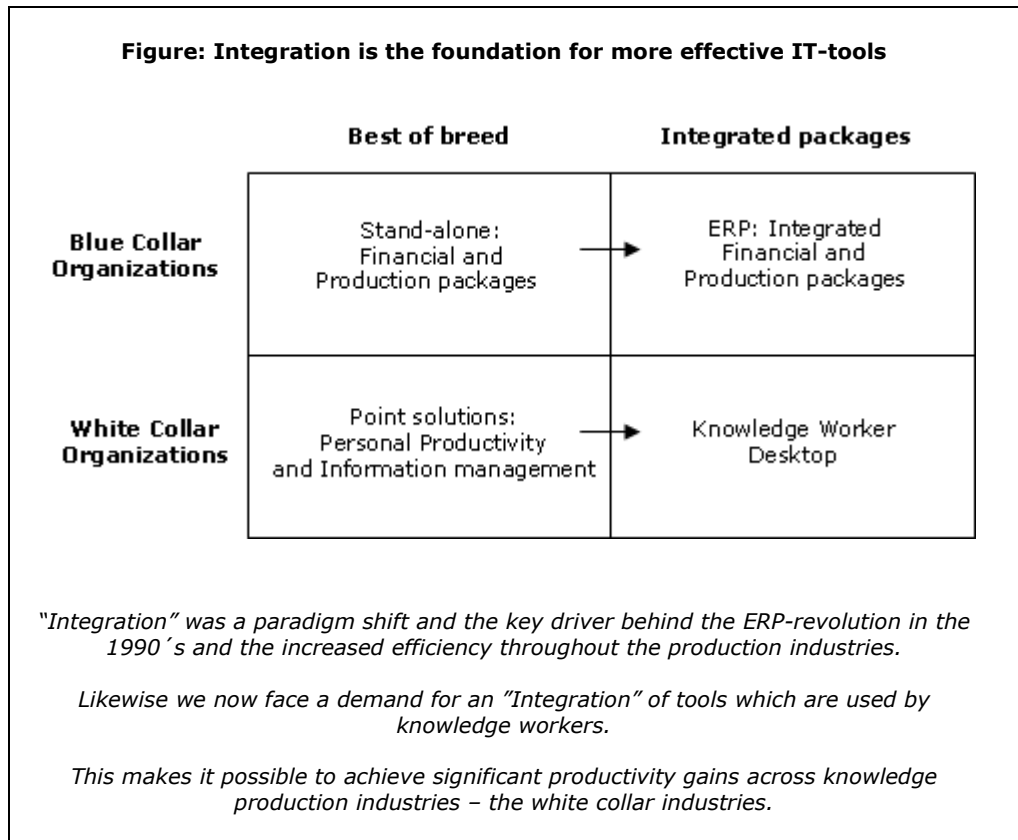 Figure: Integration is the foundation for more effective IT-tools
Best of breed
Integrated packages
Blue Collar
Organizations
Stand-alone:
Financial and
Production packages
ERP: Integrated
Financial and
Production packages
White Collar
Organizations
Point solutions:
Personal Productivity
and Information management
Knowledge Worker
Desktop
“Integration” was a paradigm shift and the key driver behind the ERP-revolution in the
1990´s and the increased efficiency throughout the production industries.
Likewise we now face a demand for an ”Integration” of tools which are used by
knowledge workers.
This makes it possible to achieve significant productivity gains across knowledge
production industries – the white collar industries.